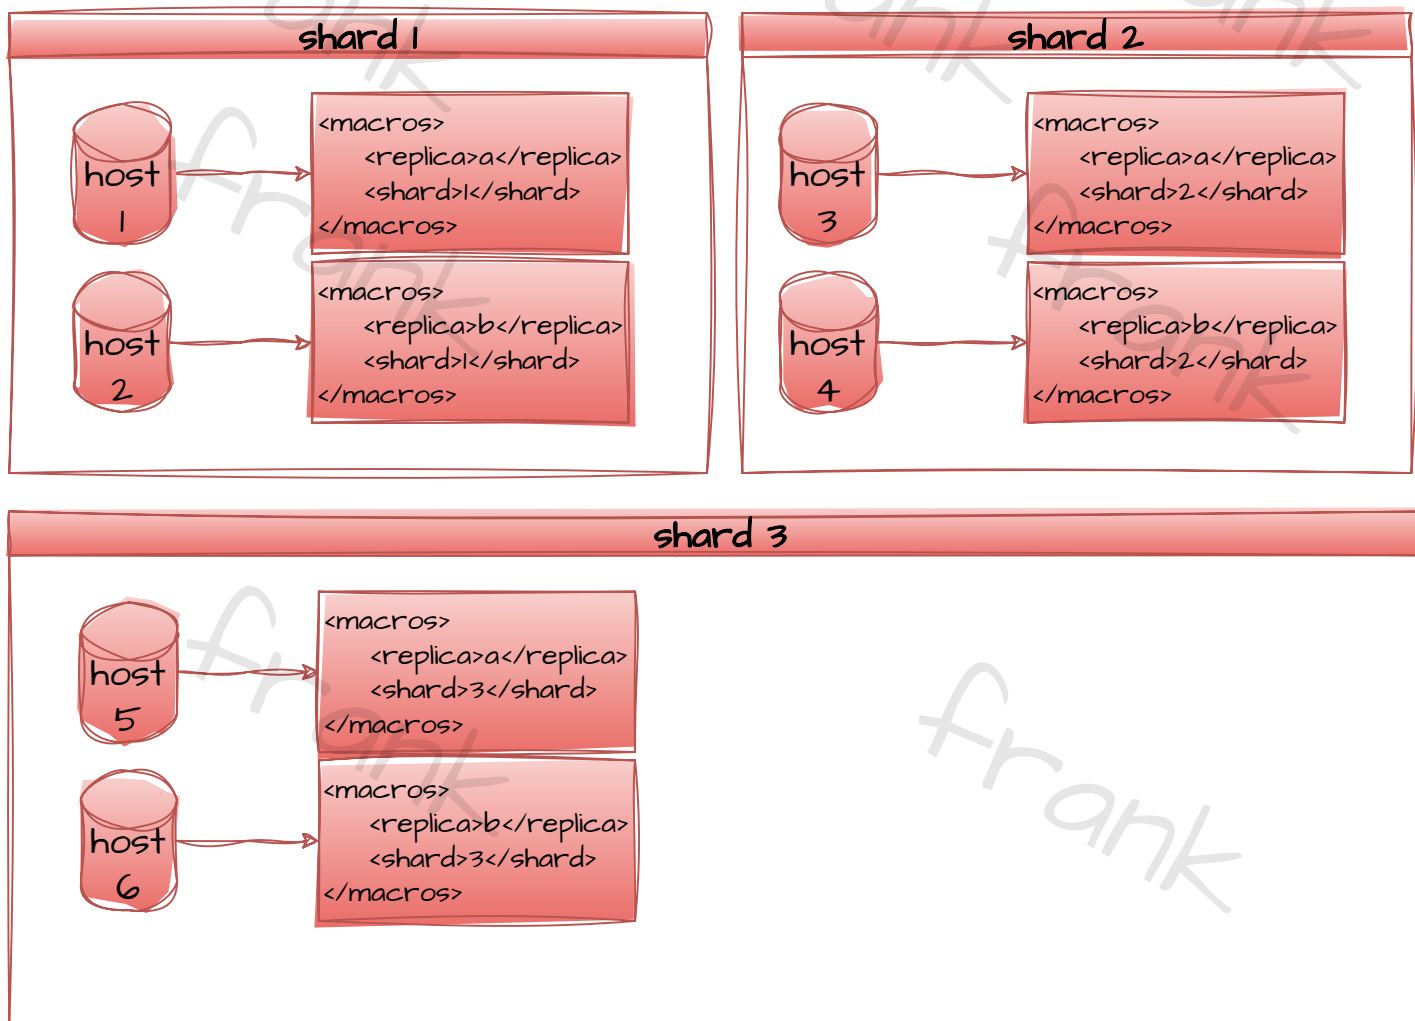 shard 1
host
1
<macros>
<replica>a</replica>
<shard>1</shard>
</macros>
host
2
<macros>
<replica>b</replica>
<shard>1</shard>
</macros>
shard 2
host
3
<macros>
<replica>a</replica>
<shard>2</shard>
</macros>
host
4
<macros>
<replica>b</replica>
<shard>2</shard>
</macros>
shard 3
host
5
<macros>
<replica>a</replica>
<shard>3</shard>
</macros>
host
6
<macros>
<replica>b</replica>
<shard>3</shard>
</macros>
frank
frank
frank
frank